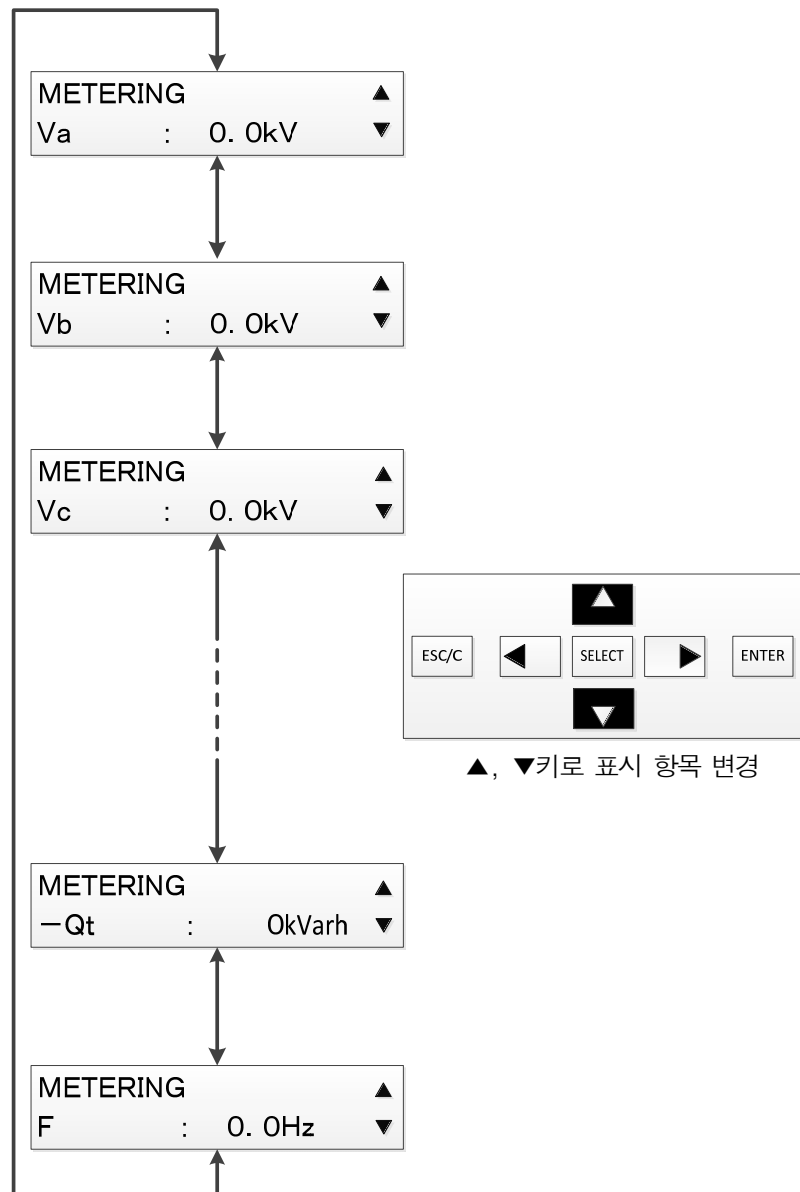 METERING ▲
Va : 0.0kV ▼
METERING ▲
Vb : 0.0kV ▼
METERING ▲
Vc : 0.0kV ▼
ESC/C ◀ SELECT ▶ ENTER
▲, ▼키로 표시 항목 변경
METERING ▲
−Qt : 0kVarh ▼
METERING ▲
F : 0.0Hz ▼